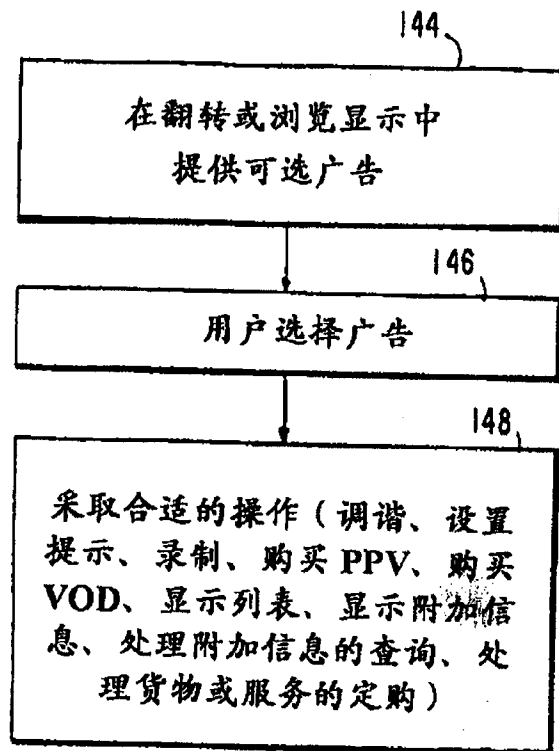 144
在翻转或浏览显示中
提供可选广告
146
用户选择广告
148
采取合适的操作（调谐、设置
提示、录制、购买 PPV、购买
VOD、显示列表、显示附加信
息、处理附加信息的查询、处
理货物或服务的定购）